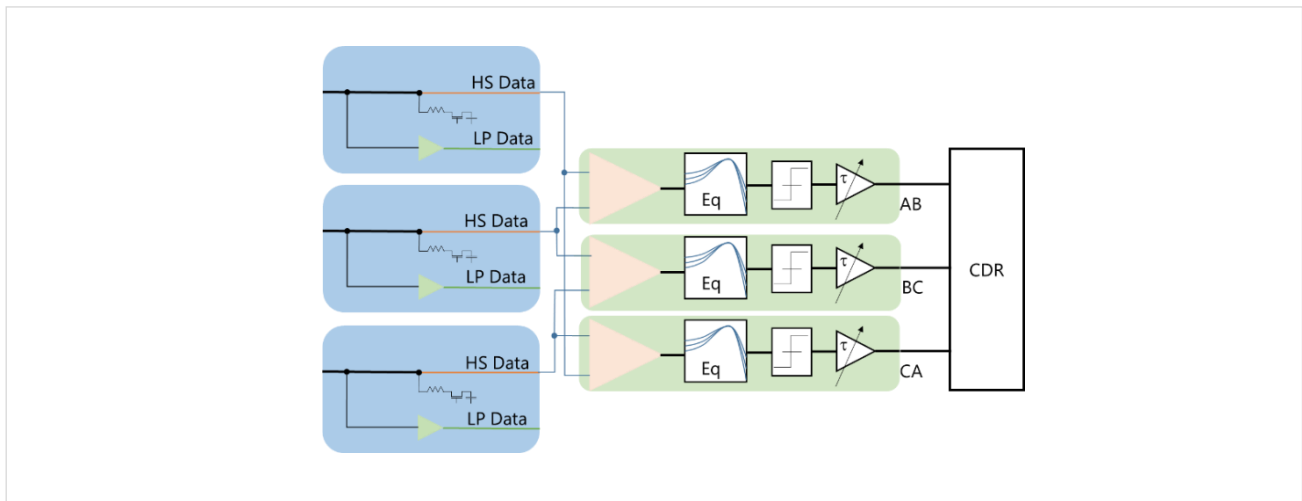 HS Data
LP Data
HS Data
LP Data
HS Data
LP Data
Eq
τ
AB
Eq
τ
BC
Eq
τ
CA
CDR